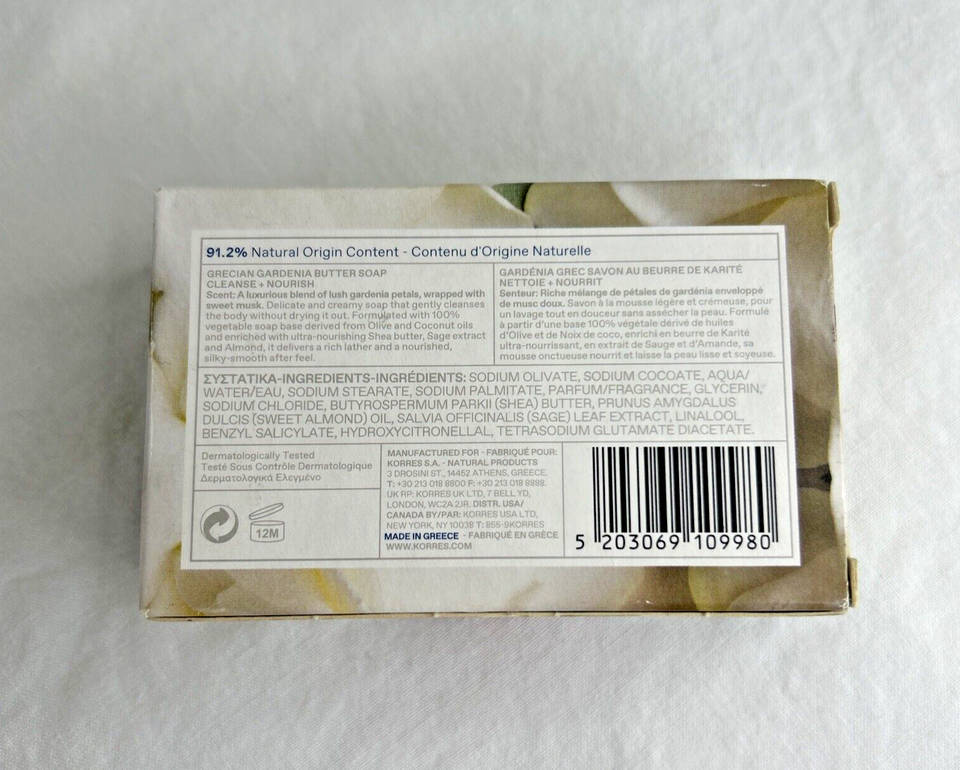 91.2% Natural Origin Content - Contenu d'Origine Naturelle
GRECIAN GARDENIA BUTTER SOAP
CLEANSE + NOURISH
Scent: A luxurious blend of lush gardenia petals, wrapped with
sweet musk. Delicate and creamy soap that gently cleanses
the body without drying it out. Formulated with 100%
vegetable soap base derived from Olive and Coconut oils
and enriched with ultra-nourishing Shea butter, Sage extract
and Almond, it delivers a rich lather and a nourished,
silky-smooth after feel.
GARDÉNIA GREC SAVON AU BEURRE DE KARITÉ
NETTOIE + NOURRIT
Senteur: Riche mélange de pétales de gardénia enveloppé
de musc doux. Savon à la mousse légère et crémeuse, pour
un lavage tout en douceur sans assécher la peau. Formulé
à partir d'une base 100% végétale dérivé de huiles
d'Olive et de Noix de coco, enrichi en beurre de Karité
ultra-nourrissant, en extrait de Sauge et d'Amande, sa
mousse onctueuse nourrit et laisse la peau lisse et soyeuse.
ΣΥΣΤΑΤΙΚΑ-INGREDIENTS-INGRÉDIENTS: SODIUM OLIVATE, SODIUM COCOATE, AQUA/
WATER/EAU, SODIUM STEARATE, SODIUM PALMITATE, PARFUM/FRAGRANCE, GLYCERIN,
SODIUM CHLORIDE, BUTYROSPERMUM PARKII (SHEA) BUTTER, PRUNUS AMYGDALUS
DULCIS (SWEET ALMOND) OIL, SALVIA OFFICINALIS (SAGE) LEAF EXTRACT, LINALOOL,
BENZYL SALICYLATE, HYDROXYCITRONELLAL, TETRASODIUM GLUTAMATE DIACETATE.
Dermatologically Tested
Testé Sous Contrôle Dermatologique
Δερματολογικά Ελεγμένο
12M
MANUFACTURED FOR - FABRIQUÉ POUR:
KORRES S.A. - NATURAL PRODUCTS
3 DROSINI ST., 14452 ATHENS, GREECE,
T: +30 213 018 8800 F: +30 213 018 8888.
UK RP: KORRES UK LTD, 7 BELL YD,
LONDON, WC2A 2JR. DISTR. USA/
CANADA BY/PAR: KORRES USA LTD,
NEW YORK, NY 10038 T: 855-9KORRES
MADE IN GREECE - FABRIQUÉ EN GRÈCE
WWW.KORRES.COM
5 203069 109980